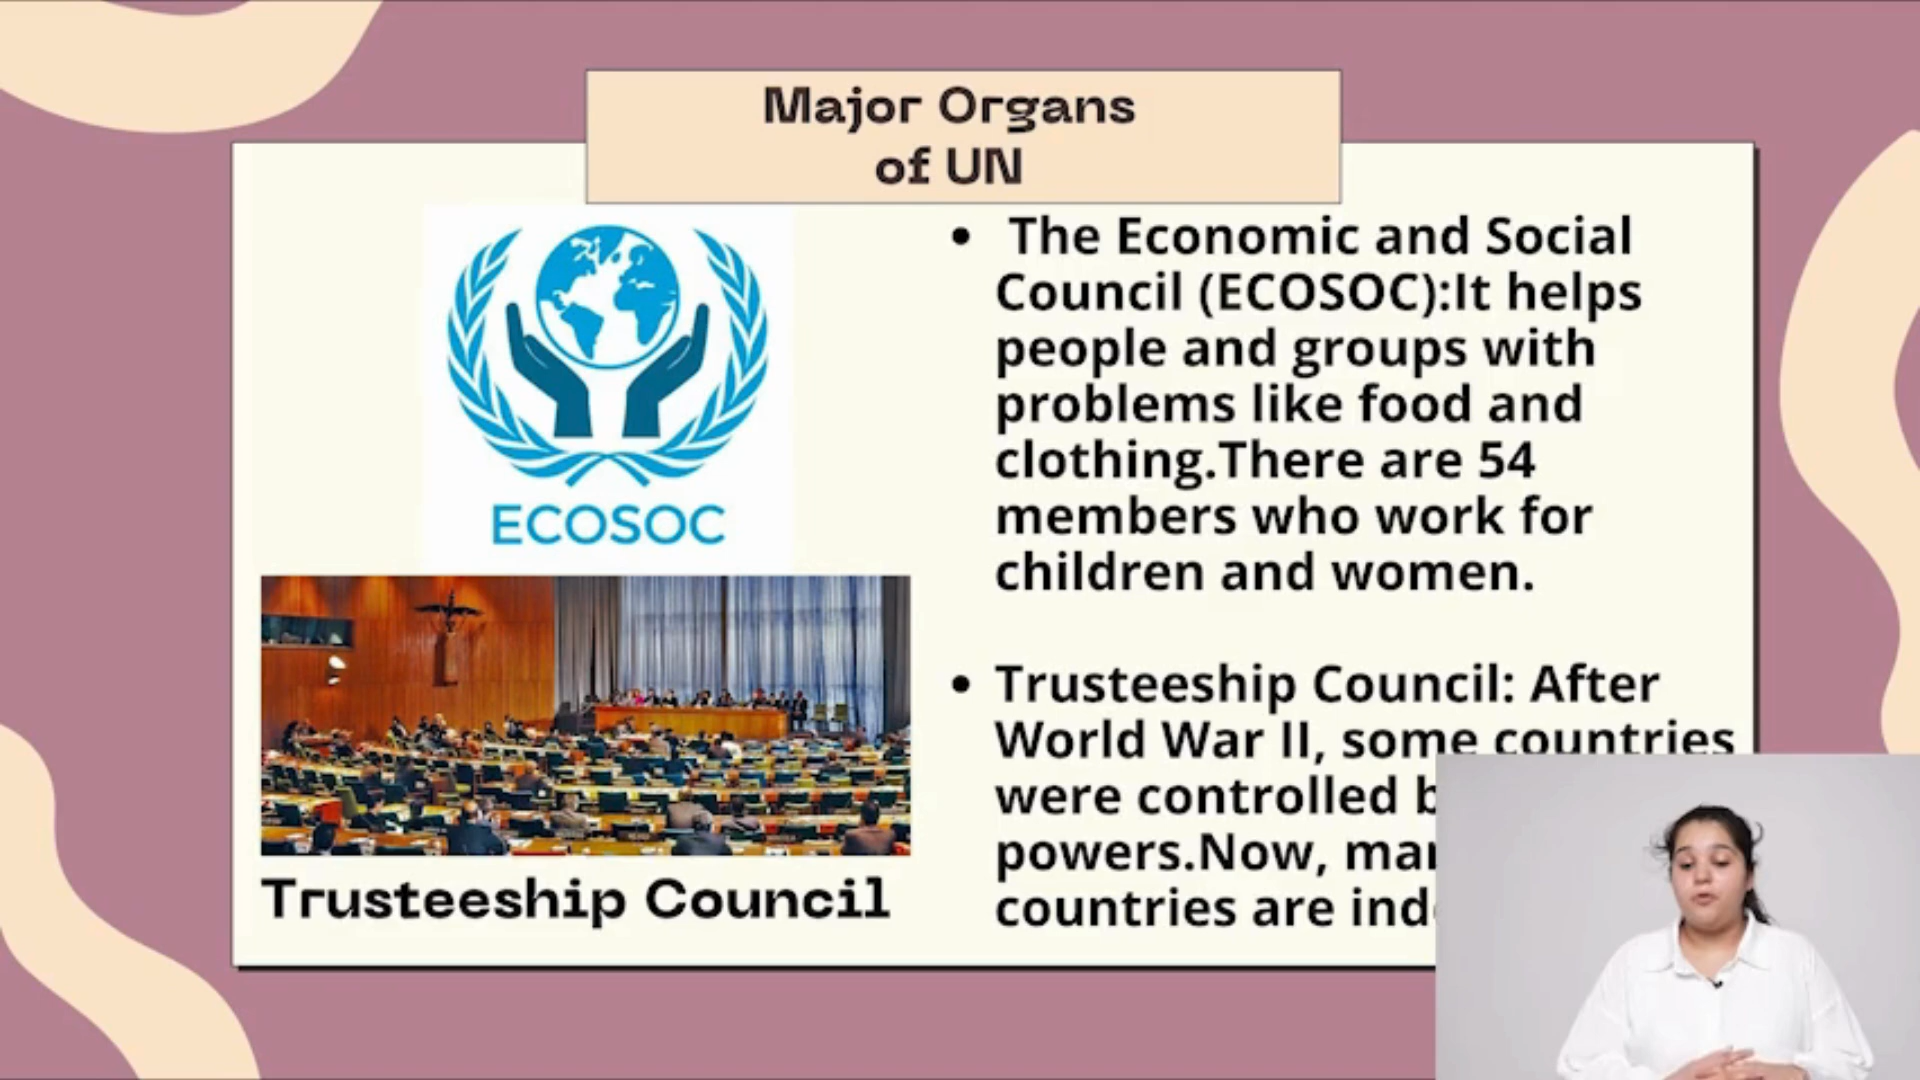 Major Organs
of UN
ECOSOC
Trusteeship Council
• The Economic and Social
Council (ECOSOC):It helps
people and groups with
problems like food and
clothing.There are 54
members who work for
children and women.
• Trusteeship Council: After
World War II, some countries
were controlled
powers.Now,
countries are